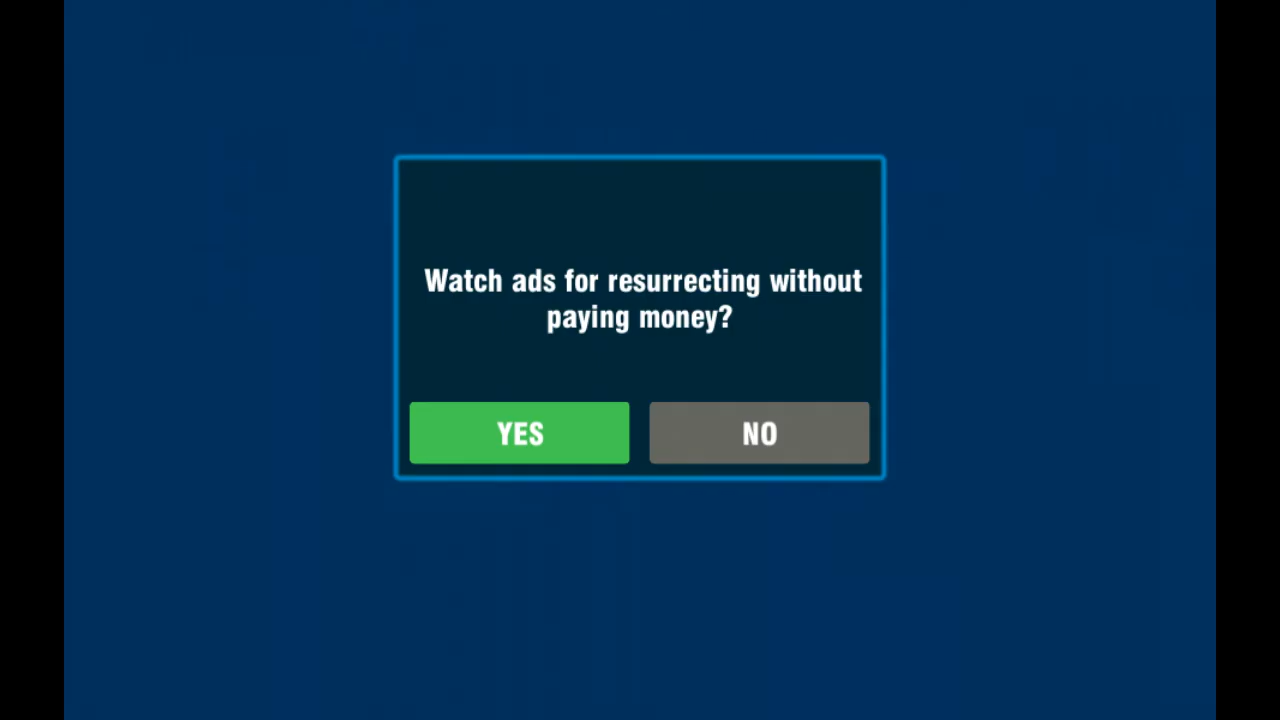 Watch ads for resurrecting without
paying money?
YES
NO